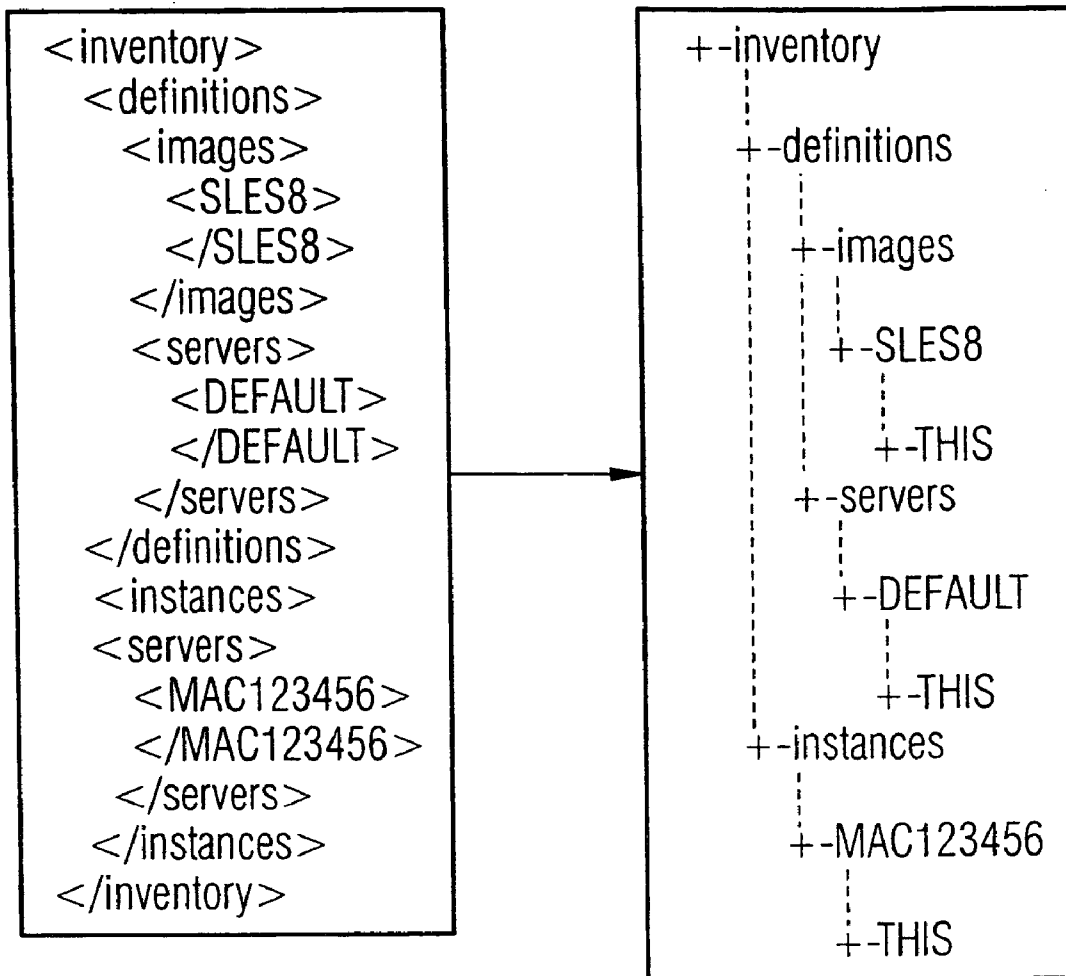 <inventory>
<definitions>
<images>
<SLES8>
</SLES8>
</images>
<servers>
<DEFAULT>
</DEFAULT>
</servers>
</definitions>
<instances>
<servers>
<MAC123456>
</MAC123456>
</servers>
</instances>
</inventory>
+-inventory
+-definitions
+-images
+-SLES8
+-THIS
+-servers
+-DEFAULT
+-THIS
+-instances
+-MAC123456
+-THIS